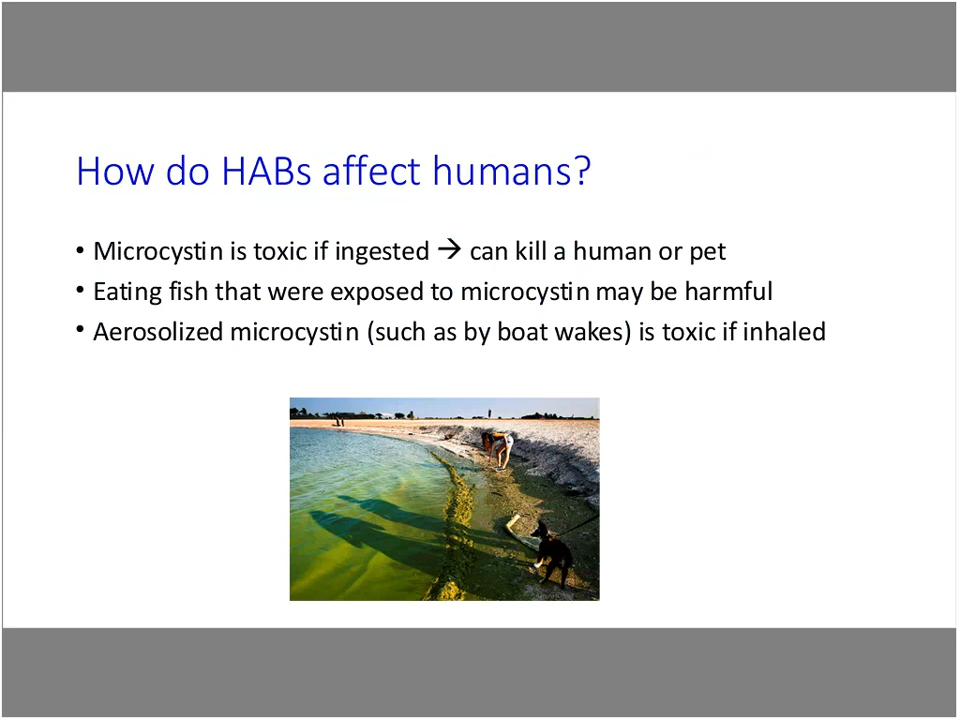 How do HABs affect humans?
• Microcystin is toxic if ingested → can kill a human or pet
• Eating fish that were exposed to microcystin may be harmful
• Aerosolized microcystin (such as by boat wakes) is toxic if inhaled